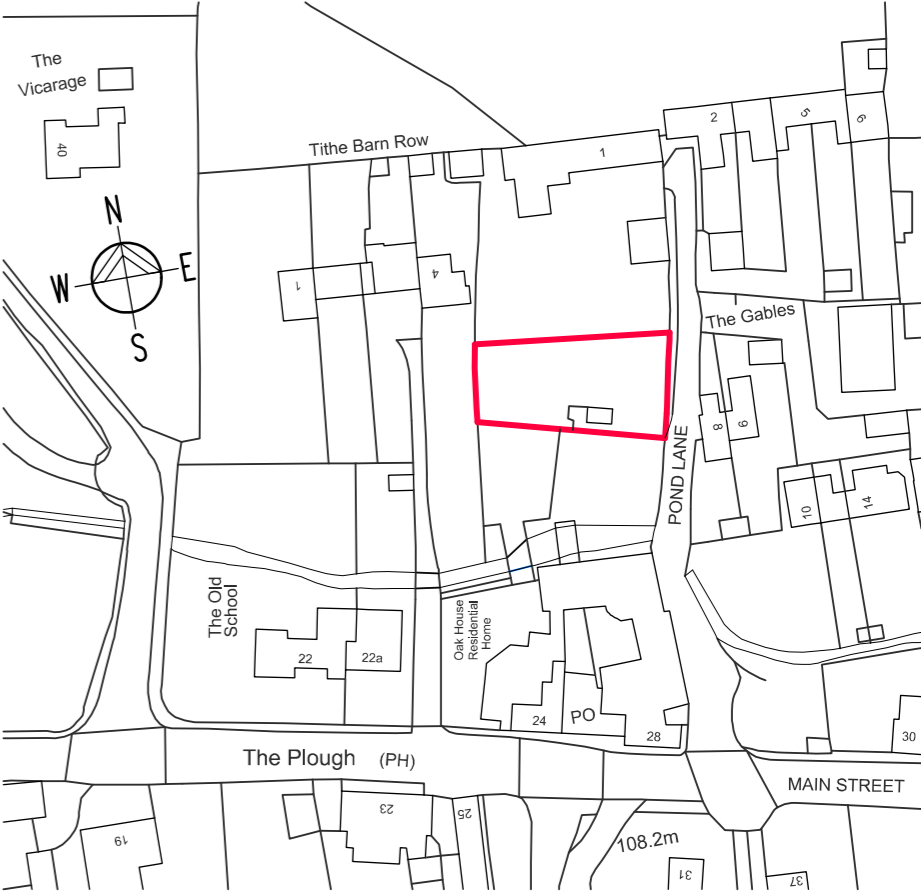 The
Vicarage
40
Tithe Barn Row
1
2
5
6
N
W
E
S
1
4
The Gables
8
9
POND LANE
10
14
The Old
School
22
22a
Oak House
Residential
Home
24
PO
28
30
The Plough (PH)
MAIN STREET
19
23
25
108.2m
31
37